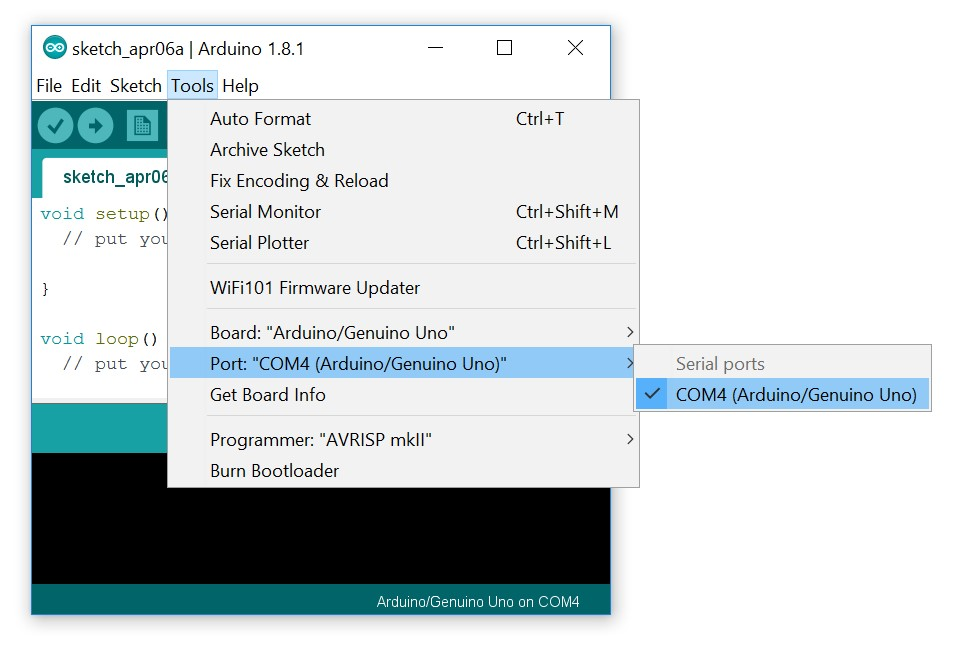 sketch_apr06a | Arduino 1.8.1
File Edit Sketch Tools Help
sketch_apr06
void setup()
// put you
}
void loop()
// put you
Auto Format Ctrl+T
Archive Sketch
Fix Encoding & Reload
Serial Monitor Ctrl+Shift+M
Serial Plotter Ctrl+Shift+L
WiFi101 Firmware Updater
Board: "Arduino/Genuino Uno"
Port: "COM4 (Arduino/Genuino Uno)"
Get Board Info
Programmer: "AVRISP mkII"
Burn Bootloader
Serial ports
COM4 (Arduino/Genuino Uno)
Arduino/Genuino Uno on COM4